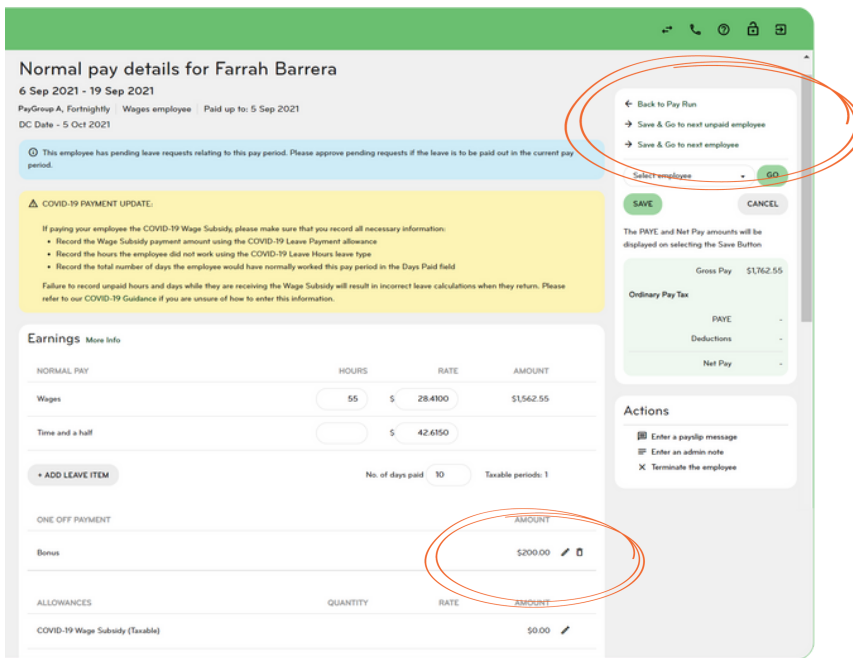 Normal pay details for Farrah Barrera
6 Sep 2021 - 19 Sep 2021
PayGroup A, Fortnightly Wages employee Paid up to: 5 Sep 2021
DC Date - 5 Oct 2021
This employee has pending leave requests relating to this pay period. Please approve pending requests if the leave is to be paid out in the current pay
period.
COVID-19 PAYMENT UPDATE:
If paying your employee the COVID-19 Wage Subsidy, please make sure that you record all necessary information:
• Record the Wage Subsidy payment amount using the COVID-19 Leave Payment allowance
• Record the hours the employee did not work using the COVID-19 Leave Hours leave type
• Record the total number of days the employee would have normally worked this pay period in the Days Paid field
Failure to record unpaid hours and days while they are receiving the Wage Subsidy will result in incorrect leave calculations when they return. Please
refer to our COVID-19 Guidance if you are unsure of how to enter this information.
Earnings More Info
NORMAL PAY HOURS RATE AMOUNT
Wages 55 $ 28.4100 $1,562.55
Time and a half $ 42.6150
+ ADD LEAVE ITEM No. of days paid 10 Taxable periods: 1
ONE OFF PAYMENT AMOUNT
Bonus $200.00
ALLOWANCES QUANTITY RATE AMOUNT
COVID-19 Wage Subsidy (Taxable) $0.00
← Back to Pay Run
→ Save & Go to next unpaid employee
→ Save & Go to next employee
Select employee GO
SAVE CANCEL
The PAYE and Net Pay amounts will be
displayed on selecting the Save Button
Gross Pay $1,762.55
Ordinary Pay Tax
PAYE -
Deductions -
Net Pay -
Actions
Enter a payslip message
Enter an admin note
Terminate the employee